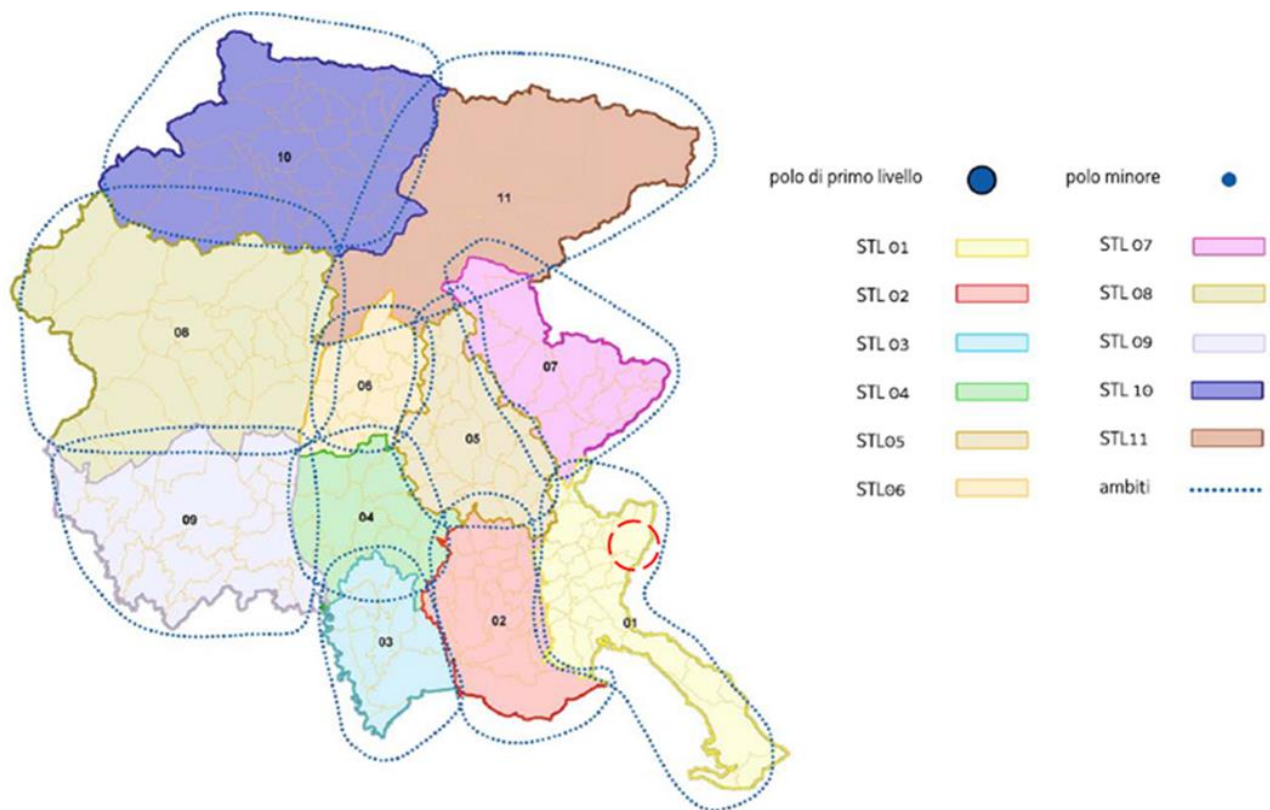 10
11
08
06
07
05
09
04
03
02
01
polo di primo livello
polo minore
STL 01
STL 07
STL 02
STL 08
STL 03
STL 09
STL 04
STL 10
STL05
STL11
STL06
ambiti